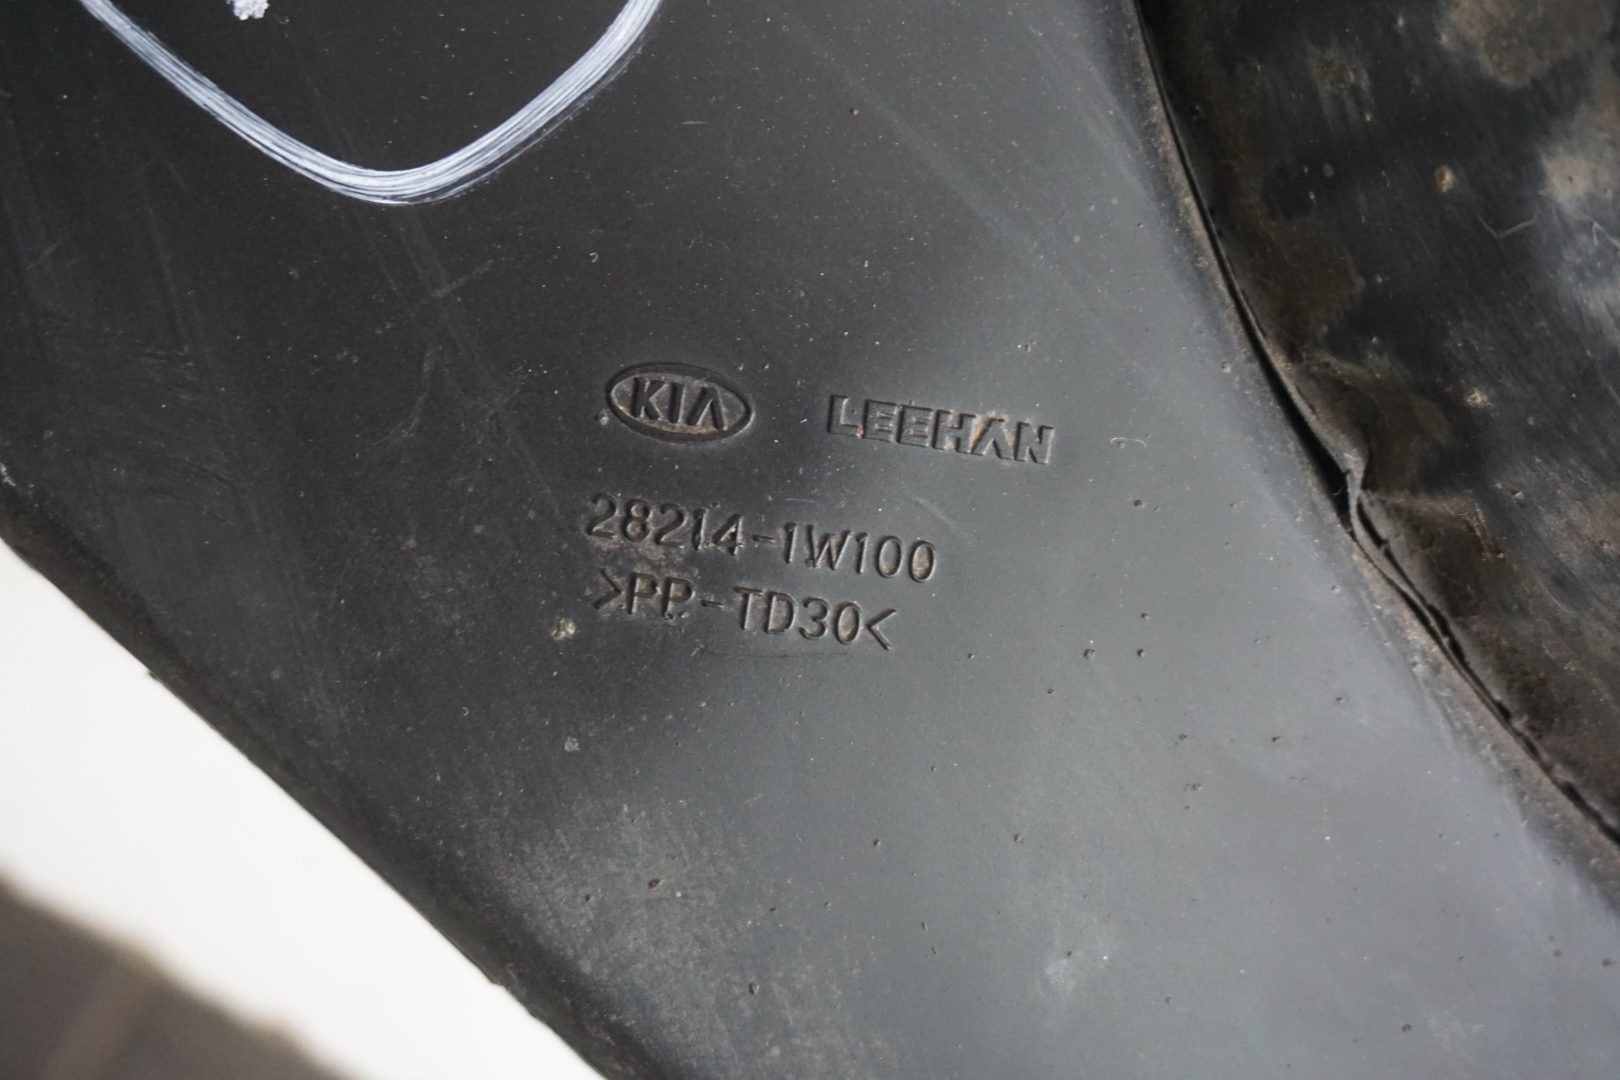 KIA LEEHAN
28214-1W100
>PP-TD30<